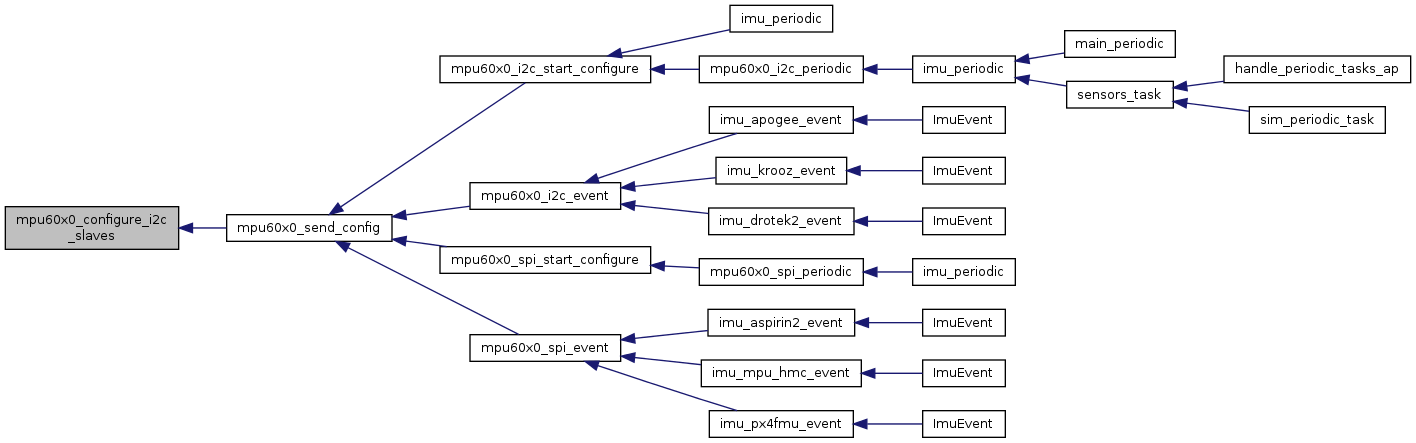 imu_periodic
main_periodic
mpu60x0_i2c_start_configure
mpu60x0_i2c_periodic
imu_periodic
handle_periodic_tasks_ap
sensors_task
imu_apogee_event
ImuEvent
sim_periodic_task
imu_krooz_event
ImuEvent
mpu60x0_i2c_event
imu_drotek2_event
ImuEvent
mpu60x0_configure_i2c
_slaves
mpu60x0_send_config
mpu60x0_spi_start_configure
mpu60x0_spi_periodic
imu_periodic
imu_aspirin2_event
ImuEvent
mpu60x0_spi_event
imu_mpu_hmc_event
ImuEvent
imu_px4fmu_event
ImuEvent